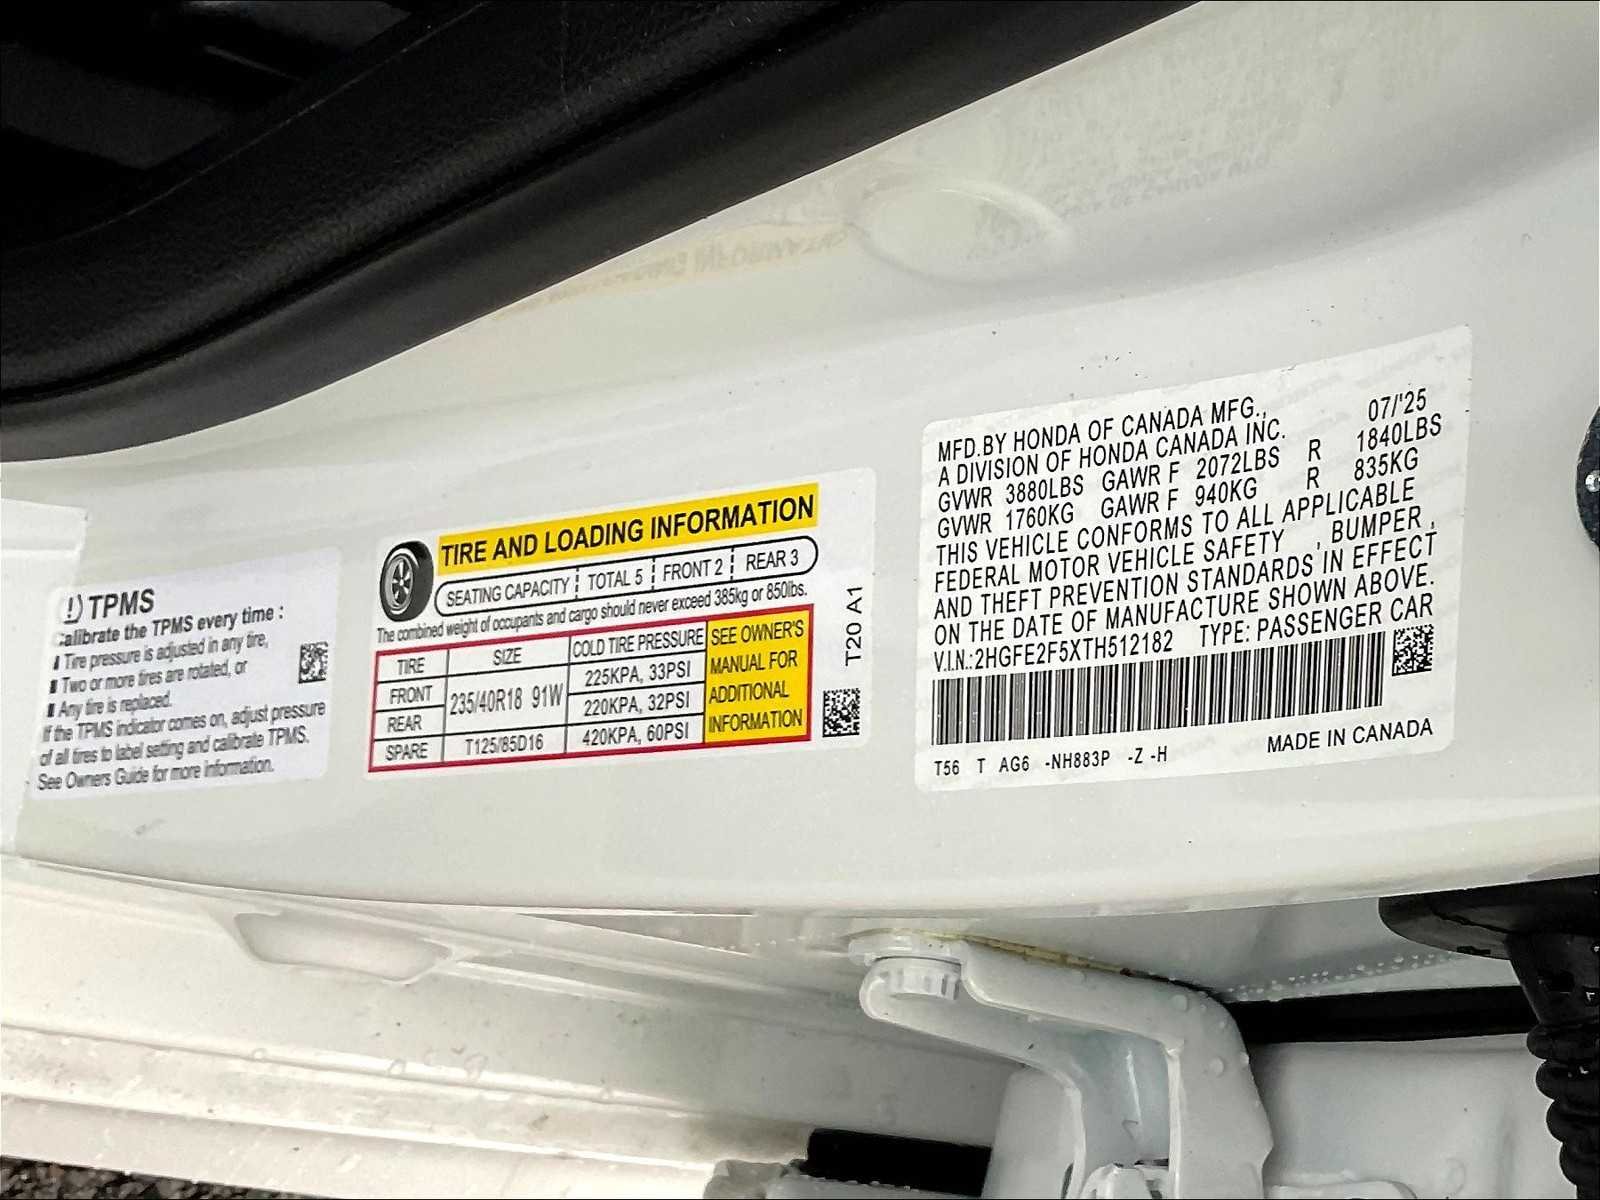 TPMS
alibrate the TPMS every time :
Tire pressure is adjusted in any tire,
Two or more tires are rotated, or
Any tire is replaced.
If the TPMS indicator comes on, adjust pressure
of all tires to label setting and calibrate TPMS.
See Owners Guide for more information.
TIRE AND LOADING INFORMATION
SEATING CAPACITY TOTAL 5 FRONT 2 REAR 3
The combined weight of occupants and cargo should never exceed 385kg or 850lbs.
TIRE SIZE COLD TIRE PRESSURE
FRONT 235/40R18 91W 225KPA, 33PSI
REAR 220KPA, 32PSI
SPARE T125/85D16 420KPA, 60PSI
SEE OWNER'S
MANUAL FOR
ADDITIONAL
INFORMATION
T20 A1
MFD.BY HONDA OF CANADA MFG., 07/'25
A DIVISION OF HONDA CANADA INC.
GVWR 3880LBS GAWR F 2072LBS R 1840LBS
GVWR 1760KG GAWR F 940KG R 835KG
THIS VEHICLE CONFORMS TO ALL APPLICABLE
FEDERAL MOTOR VEHICLE SAFETY , BUMPER ,
AND THEFT PREVENTION STANDARDS IN EFFECT
ON THE DATE OF MANUFACTURE SHOWN ABOVE.
V.I.N.:2HGFE2F5XTH512182 TYPE: PASSENGER CAR
T56 T AG6 -NH883P -Z -H
MADE IN CANADA